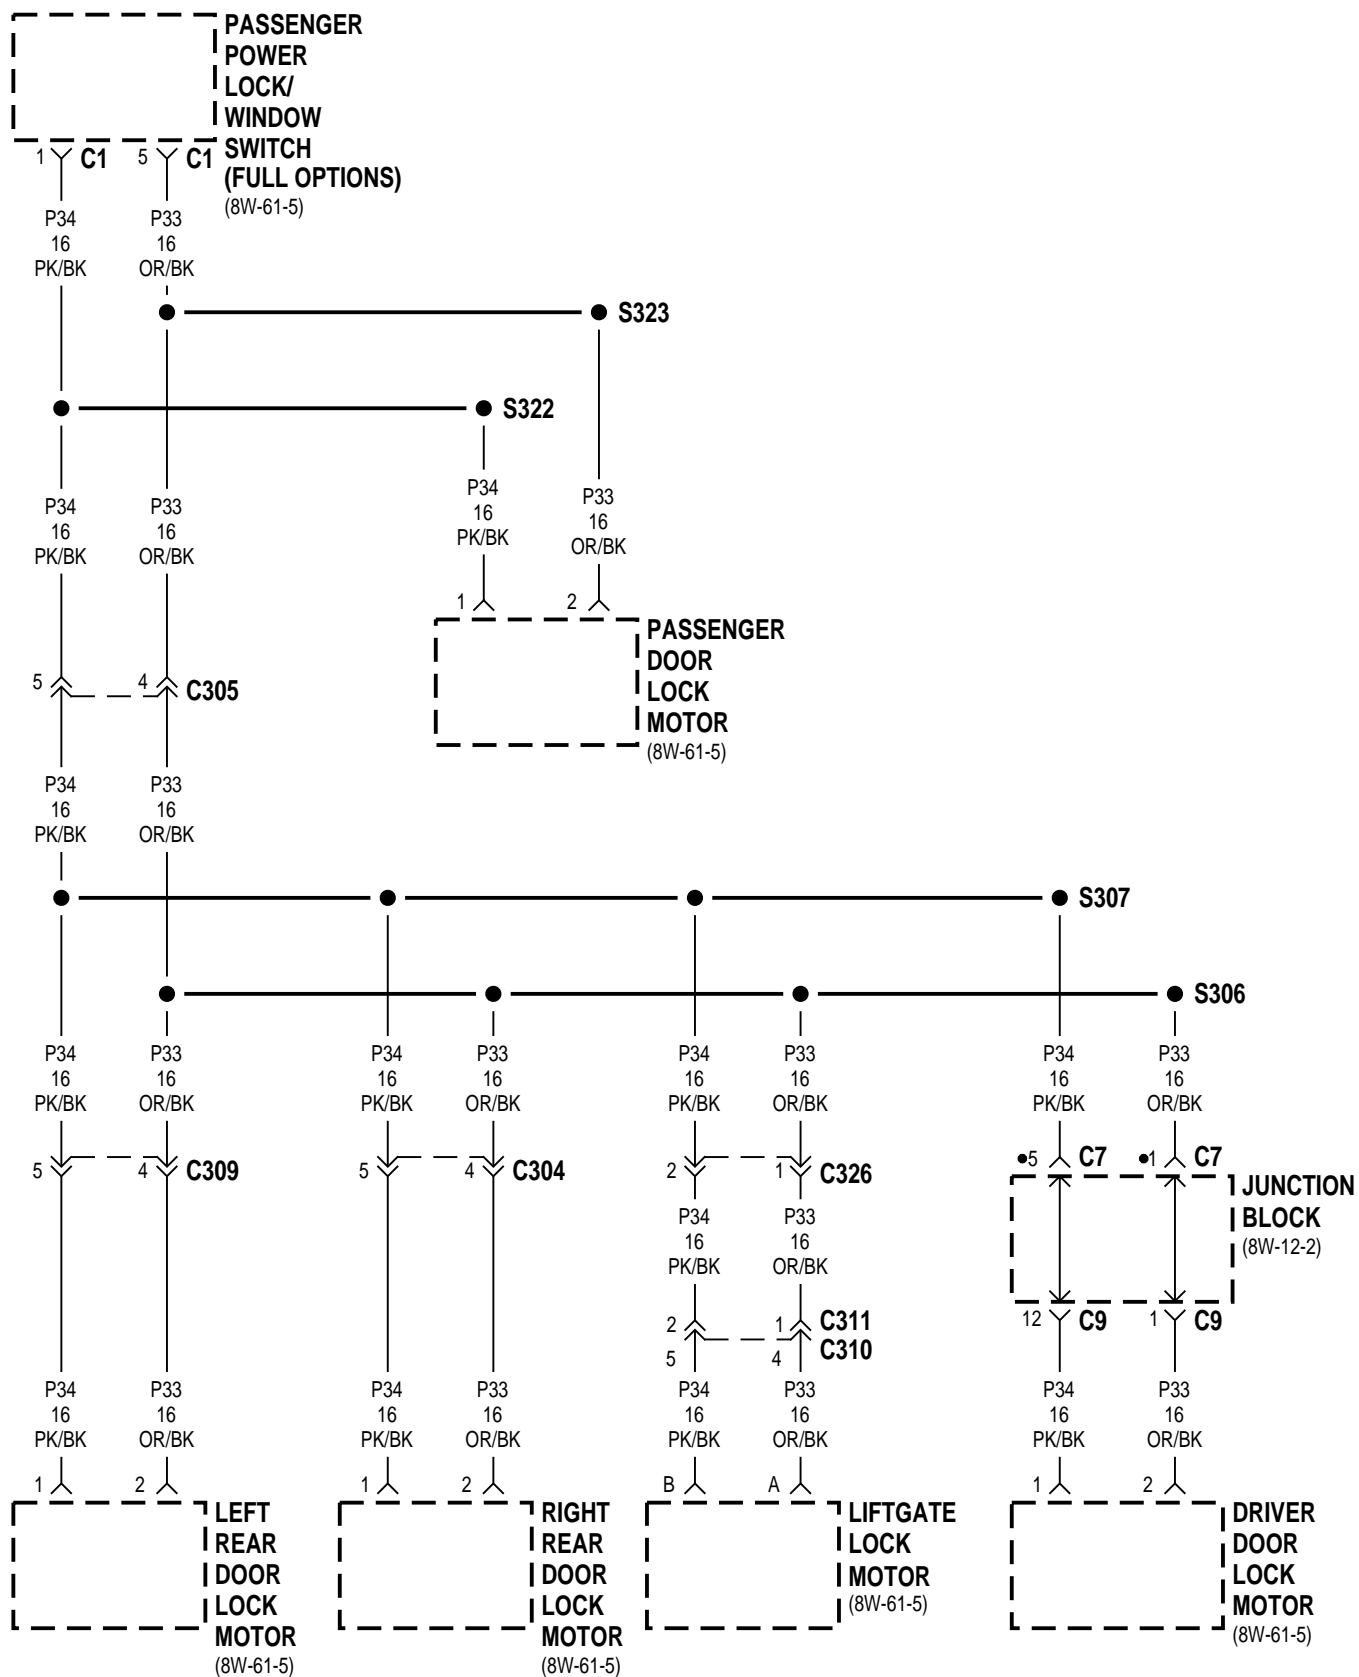 PASSENGER
POWER
LOCK/
WINDOW
SWITCH
(FULL OPTIONS)
(8W-61-5)
1 C1 5 C1
P34 P33
16 16
PK/BK OR/BK
S323
S322
P34 P33 P34 P33
16 16 16 16
PK/BK OR/BK PK/BK OR/BK
1 2
PASSENGER
DOOR
LOCK
MOTOR
(8W-61-5)
5 4 C305
P34 P33
16 16
PK/BK OR/BK
S307
S306
P34 P33 P34 P33 P34 P33 P34 P33
16 16 16 16 16 16 16 16
PK/BK OR/BK PK/BK OR/BK PK/BK OR/BK PK/BK OR/BK
5 4 C309 5 4 C304 2 1 C326 •5 C7 •1 C7
JUNCTION
BLOCK
(8W-12-2)
P34 P33
16 16
PK/BK OR/BK
2 1 C311
5 4 C310
12 C9 1 C9
P34 P33 P34 P33 P34 P33 P34 P33
16 16 16 16 16 16 16 16
PK/BK OR/BK PK/BK OR/BK PK/BK OR/BK PK/BK OR/BK
1 2 1 2 B A 1 2
LEFT
REAR
DOOR
LOCK
MOTOR
(8W-61-5)
RIGHT
REAR
DOOR
LOCK
MOTOR
(8W-61-5)
LIFTGATE
LOCK
MOTOR
(8W-61-5)
DRIVER
DOOR
LOCK
MOTOR
(8W-61-5)